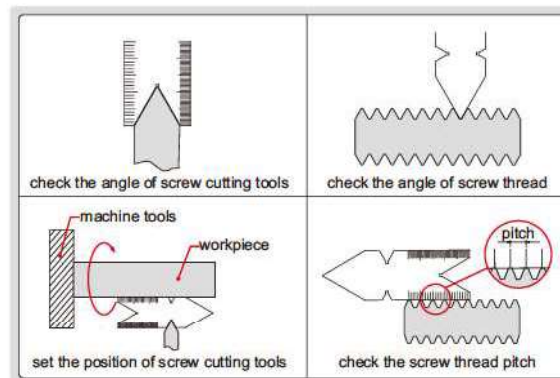 check the angle of screw cutting tools
check the angle of screw thread
machine tools
workpiece
set the position of screw cutting tools
pitch
check the screw thread pitch